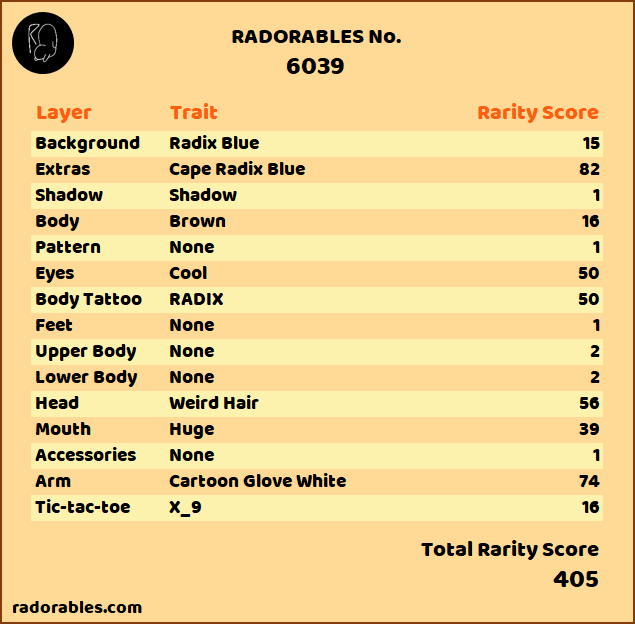 RADORABLES No.
6039
Layer Trait Rarity Score
Background Radix Blue 15
Extras Cape Radix Blue 82
Shadow Shadow 1
Body Brown 16
Pattern None 1
Eyes Cool 50
Body Tattoo RADIX 50
Feet None 1
Upper Body None 2
Lower Body None 2
Head Weird Hair 56
Mouth Huge 39
Accessories None 1
Arm Cartoon Glove White 74
Tic-tac-toe X_9 16
Total Rarity Score
405
radorables.com